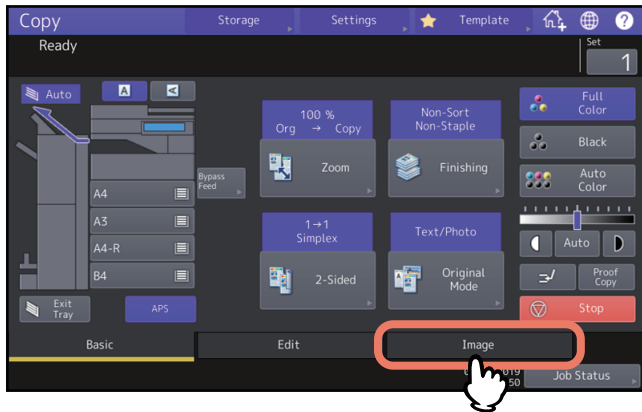 Copy
Storage
Settings
Template
?
Ready
Set
1
Auto
A
A
100 %
Org → Copy
Zoom
Non-Sort
Non-Staple
Finishing
Full
Color
Black
Auto
Color
Bypass
Feed
A4
A3
A4-R
B4
1→1
Simplex
2-Sided
Text/Photo
Original
Mode
Auto
Proof
Copy
Exit
Tray
APS
Stop
Basic
Edit
Image
Job Status